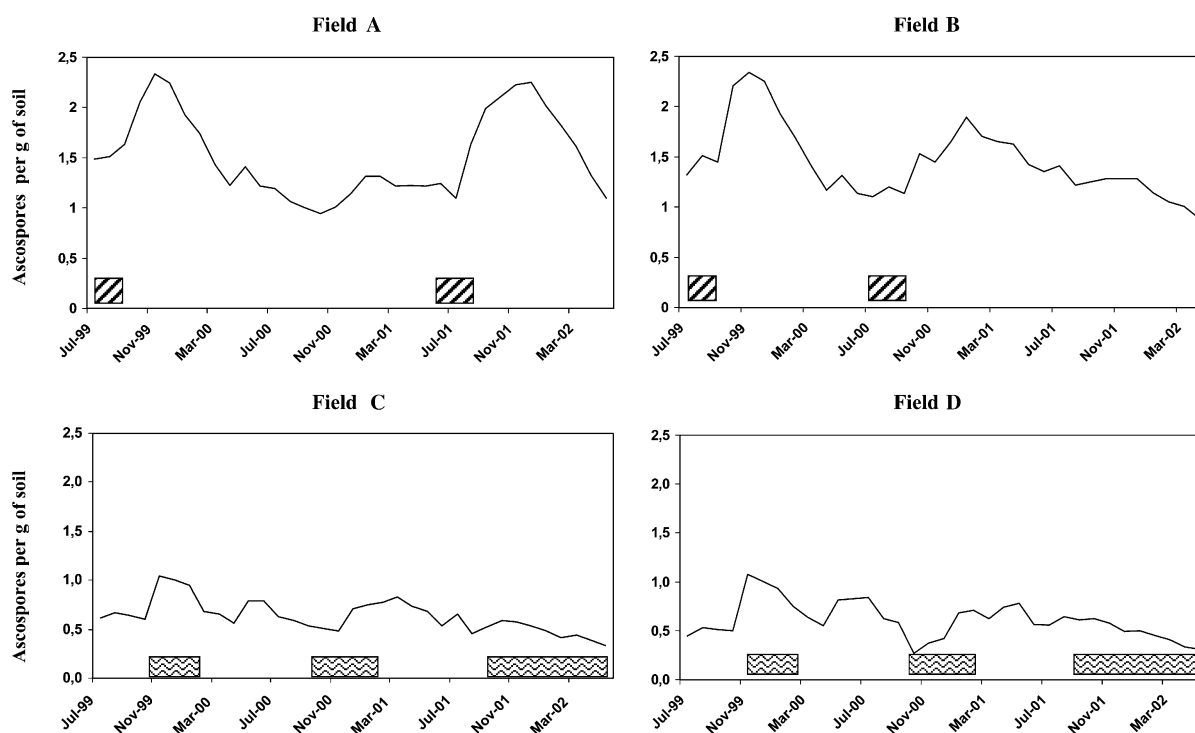 Field A
Field B
Ascospores per g of soil
2,5
2
1,5
1
0,5
0
Jul-99
Nov-99
Mar-00
Jul-00
Nov-00
Mar-01
Jul-01
Nov-01
Mar-02
2,5
2
1,5
1
0,5
0
Jul-99
Nov-99
Mar-00
Jul-00
Nov-00
Mar-01
Jul-01
Nov-01
Mar-02
Field C
Field D
Ascospores per g of soil
2,5
2,0
1,5
1,0
0,5
0,0
Jul-99
Nov-99
Mar-00
Jul-00
Nov-00
Mar-01
Jul-01
Nov-01
Mar-02
2,5
2,0
1,5
1,0
0,5
0,0
Jul-99
Nov-99
Mar-00
Jul-00
Nov-00
Mar-01
Jul-01
Nov-01
Mar-02